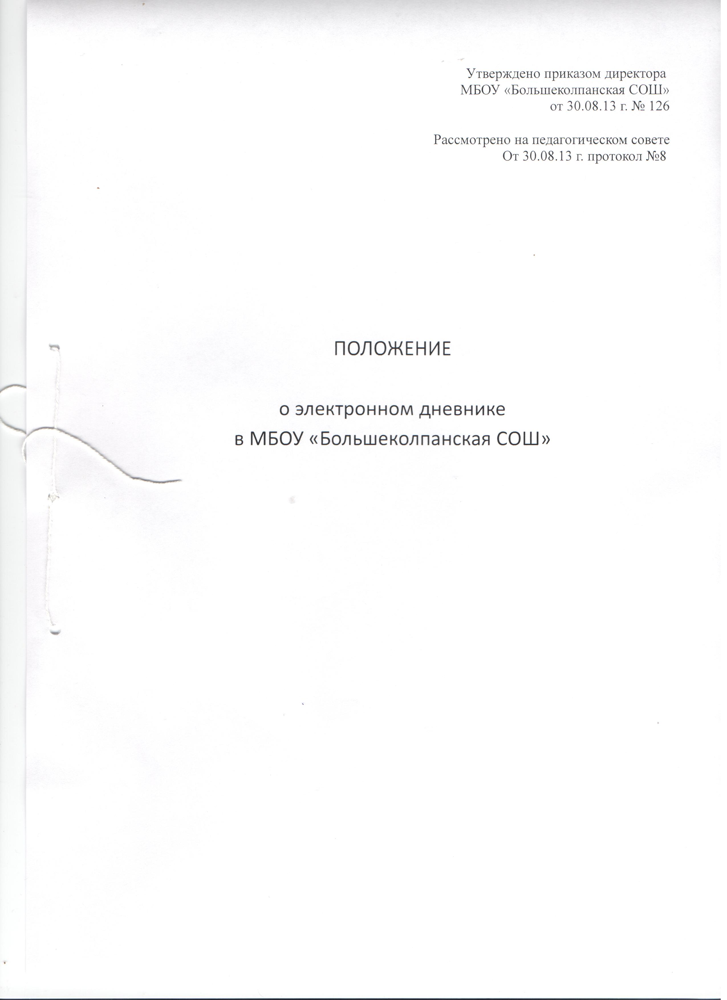 Утверждено приказом директора
МБОУ «Большеколпанская СОШ»
от 30.08.13 г. № 126
Рассмотрено на педагогическом совете
От 30.08.13 г. протокол №8
ПОЛОЖЕНИЕ
о электронном дневнике
в МБОУ «Большеколпанская СОШ»